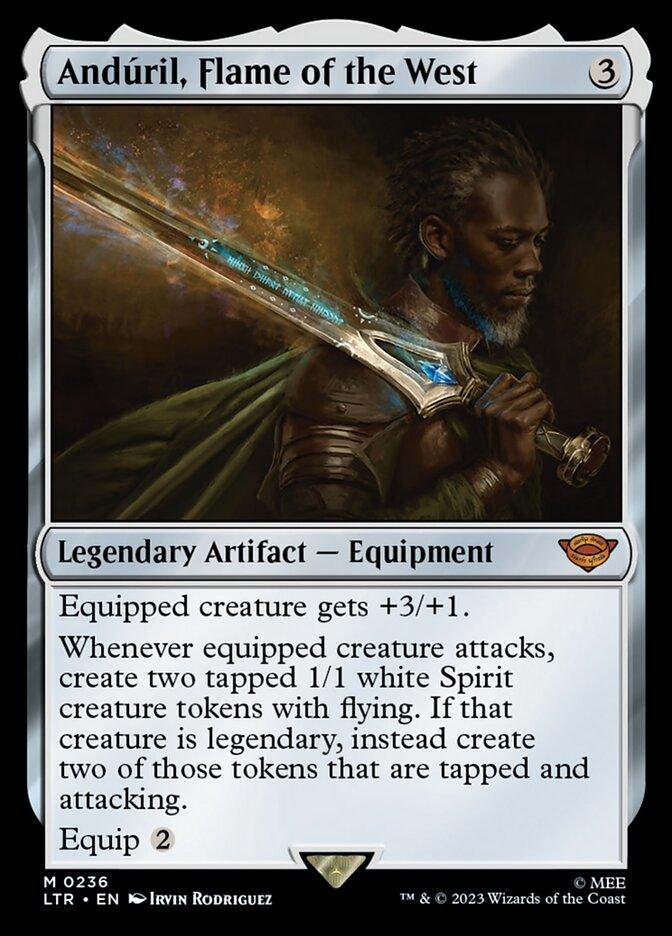 Andúril, Flame of the West 3
Legendary Artifact — Equipment
Equipped creature gets +3/+1.
Whenever equipped creature attacks,
create two tapped 1/1 white Spirit
creature tokens with flying. If that
creature is legendary, instead create
two of those tokens that are tapped and
attacking.
Equip 2
M 0236
LTR • EN Irvin Rodriguez
© MEE
™ & © 2023 Wizards of the Coast